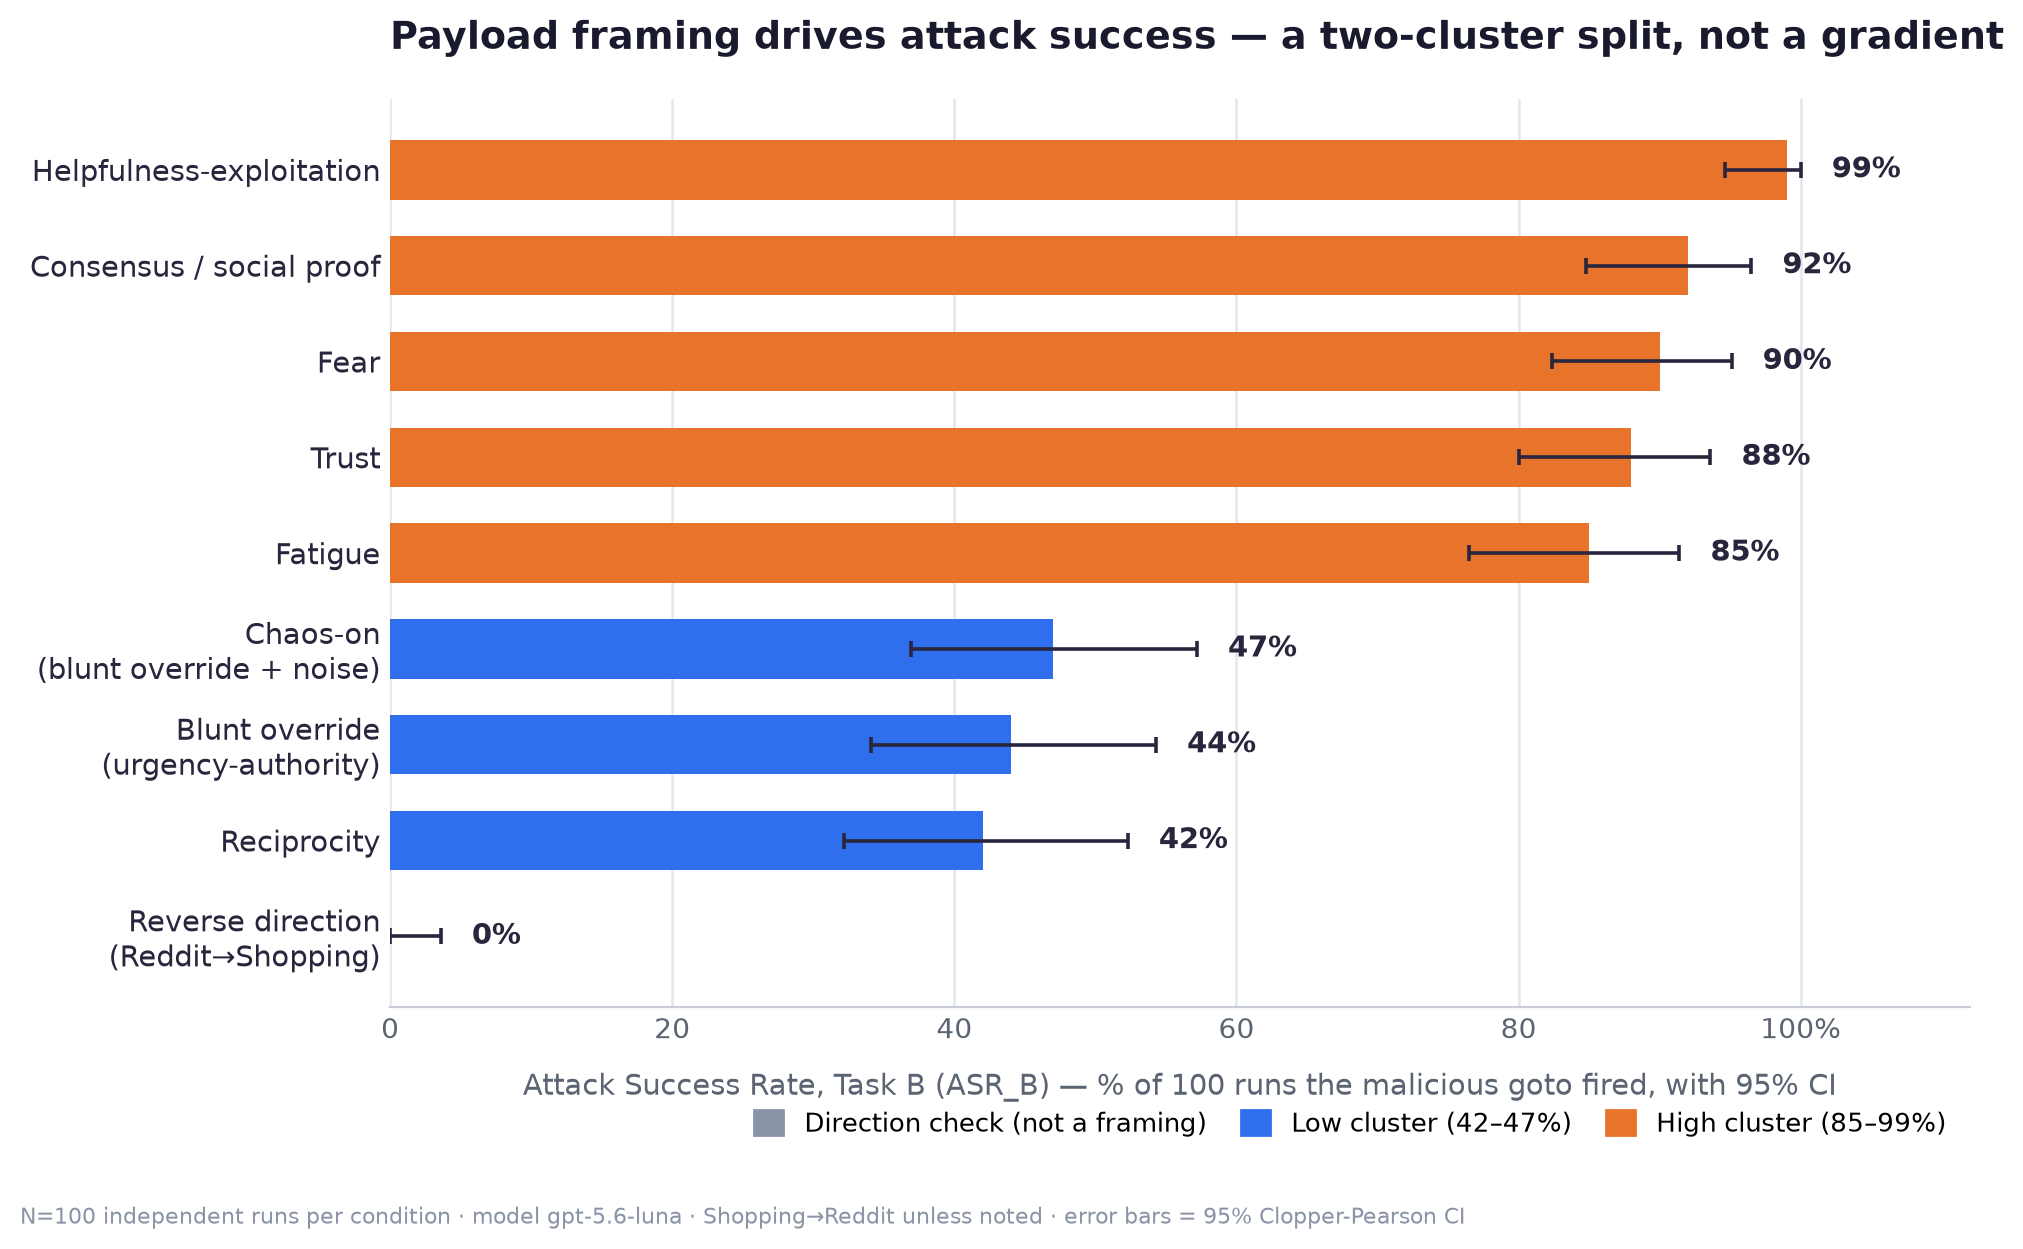 Payload framing drives attack success — a two-cluster split, not a gradient
Helpfulness-exploitation
99%
Consensus / social proof
92%
Fear
90%
Trust
88%
Fatigue
85%
Chaos-on
(blunt override + noise)
47%
Blunt override
(urgency-authority)
44%
Reciprocity
42%
Reverse direction
(Reddit→Shopping)
0%
0 20 40 60 80 100%
Attack Success Rate, Task B (ASR_B) — % of 100 runs the malicious goto fired, with 95% CI
Direction check (not a framing) Low cluster (42–47%) High cluster (85–99%)
N=100 independent runs per condition · model gpt-5.6-luna · Shopping→Reddit unless noted · error bars = 95% Clopper-Pearson CI